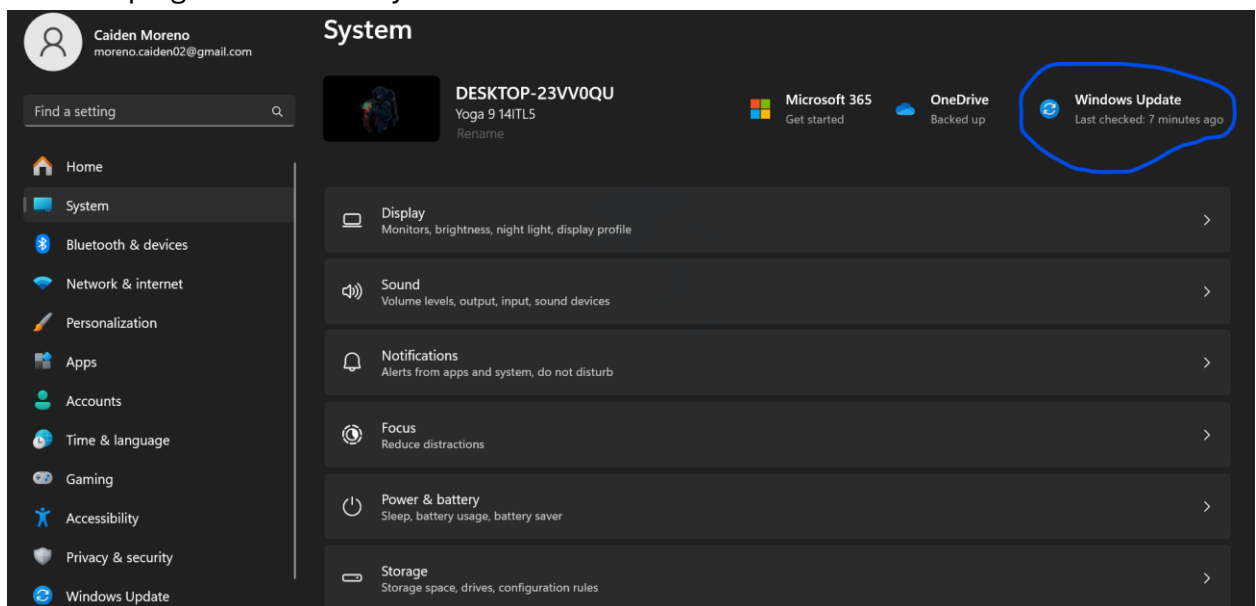 Caiden Moreno
moreno.caiden02@gmail.com
Find a setting
Home
System
Bluetooth & devices
Network & internet
Personalization
Apps
Accounts
Time & language
Gaming
Accessibility
Privacy & security
Windows Update
System
DESKTOP-23VV0QU
Yoga 9 14ITL5
Rename
Microsoft 365
Get started
OneDrive
Backed up
Windows Update
Last checked: 7 minutes ago
Display
Monitors, brightness, night light, display profile
Sound
Volume levels, output, input, sound devices
Notifications
Alerts from apps and system, do not disturb
Focus
Reduce distractions
Power & battery
Sleep, battery usage, battery saver
Storage
Storage space, drives, configuration rules